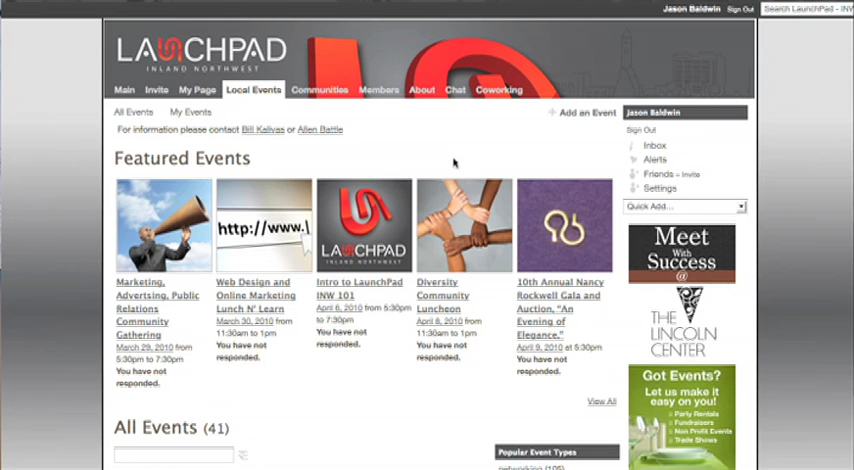 Jason Baldwin Sign Out Search LaunchPad - INW
LAUNCHPAD
INLAND NORTHWEST
Main Invite My Page Local Events Communities Members About Chat Coworking
All Events My Events
Add an Event
For information please contact Bill Kalivas or Allen Battle
Featured Events
http://www.l
LAUNCHPAD
INLAND NORTHWEST
Marketing,
Advertsing, Public
Relations
Community
Gathering
March 29, 2010 from
5:30pm to 7:30pm
You have not
responded.
Web Design and
Online Marketing
Lunch N' Learn
March 30, 2010 from
11:30am to 1pm
You have not
responded.
Intro to LaunchPad
INW 101
April 6, 2010 from 5:30pm
to 7:30pm
You have not
responded.
Diversity
Community
Luncheon
April 8, 2010 from
11:30am to 1pm
You have not
responded.
10th Annual Nancy
Rockwell Gala and
Auction, "An
Evening of
Elegance."
April 9, 2010 at 5:30pm
You have not
responded.
View All
All Events (41)
Popular Event Types
networking (105)
Jason Baldwin
Sign Out
Inbox
Alerts
Friends – Invite
Settings
Quick Add...
Meet
With
Success
@
THE
LINCOLN
CENTER
Got Events?
Let us make it
easy on you!
Party Rentals
Fundraisers
Non Profit Events
Trade Shows